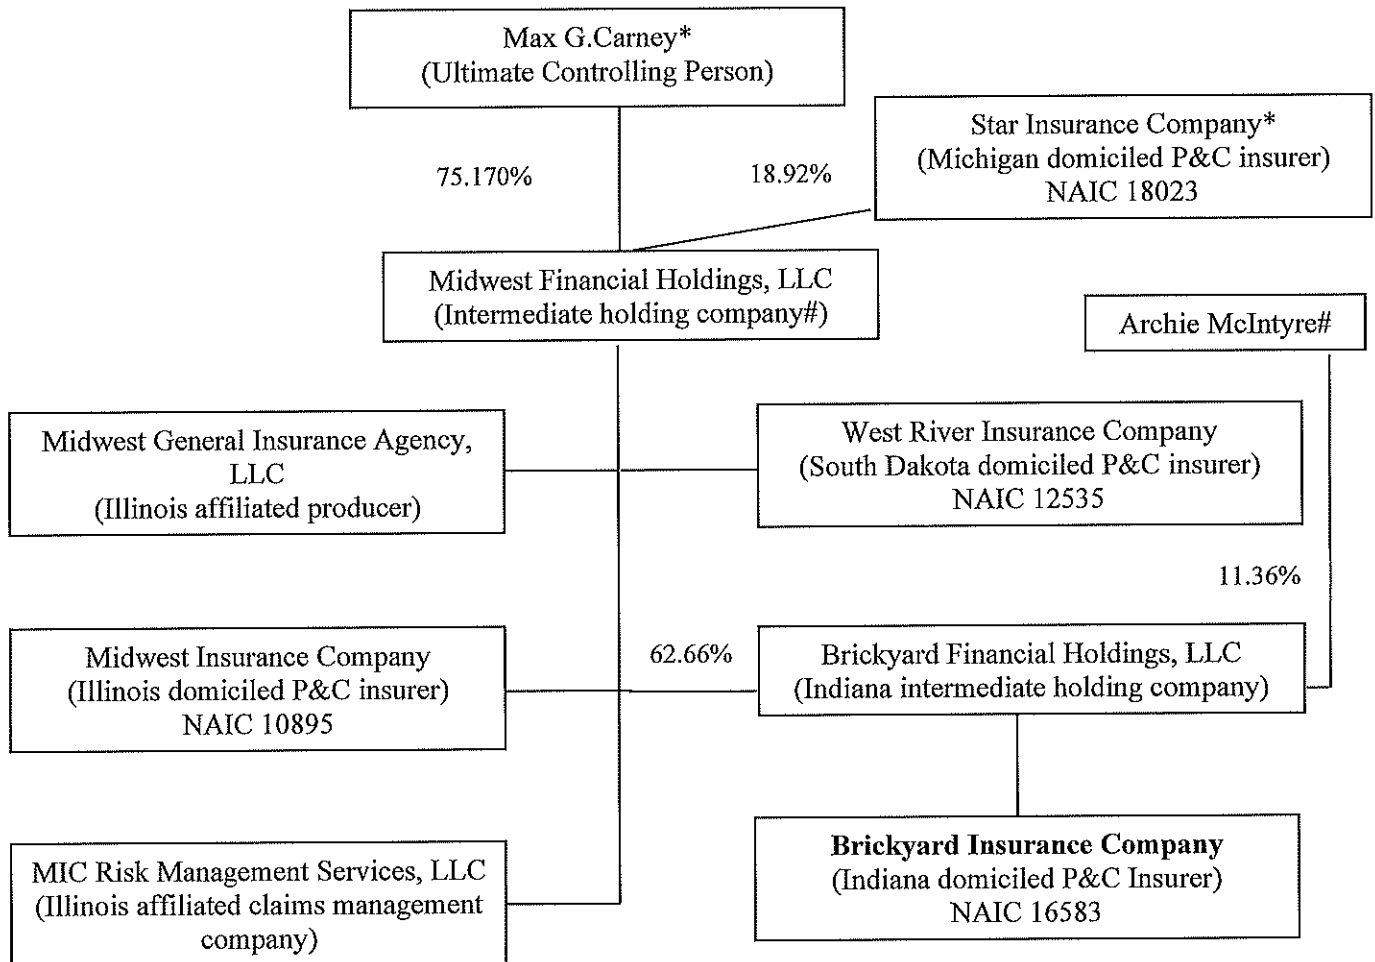 Max G.Carney*
(Ultimate Controlling Person)
Star Insurance Company*
(Michigan domiciled P&C insurer)
NAIC 18023
75.170%
18.92%
Midwest Financial Holdings, LLC
(Intermediate holding company#)
Archie McIntyre#
Midwest General Insurance Agency,
LLC
(Illinois affiliated producer)
West River Insurance Company
(South Dakota domiciled P&C insurer)
NAIC 12535
11.36%
Midwest Insurance Company
(Illinois domiciled P&C insurer)
NAIC 10895
62.66%
Brickyard Financial Holdings, LLC
(Indiana intermediate holding company)
MIC Risk Management Services, LLC
(Illinois affiliated claims management
company)
Brickyard Insurance Company
(Indiana domiciled P&C Insurer)
NAIC 16583